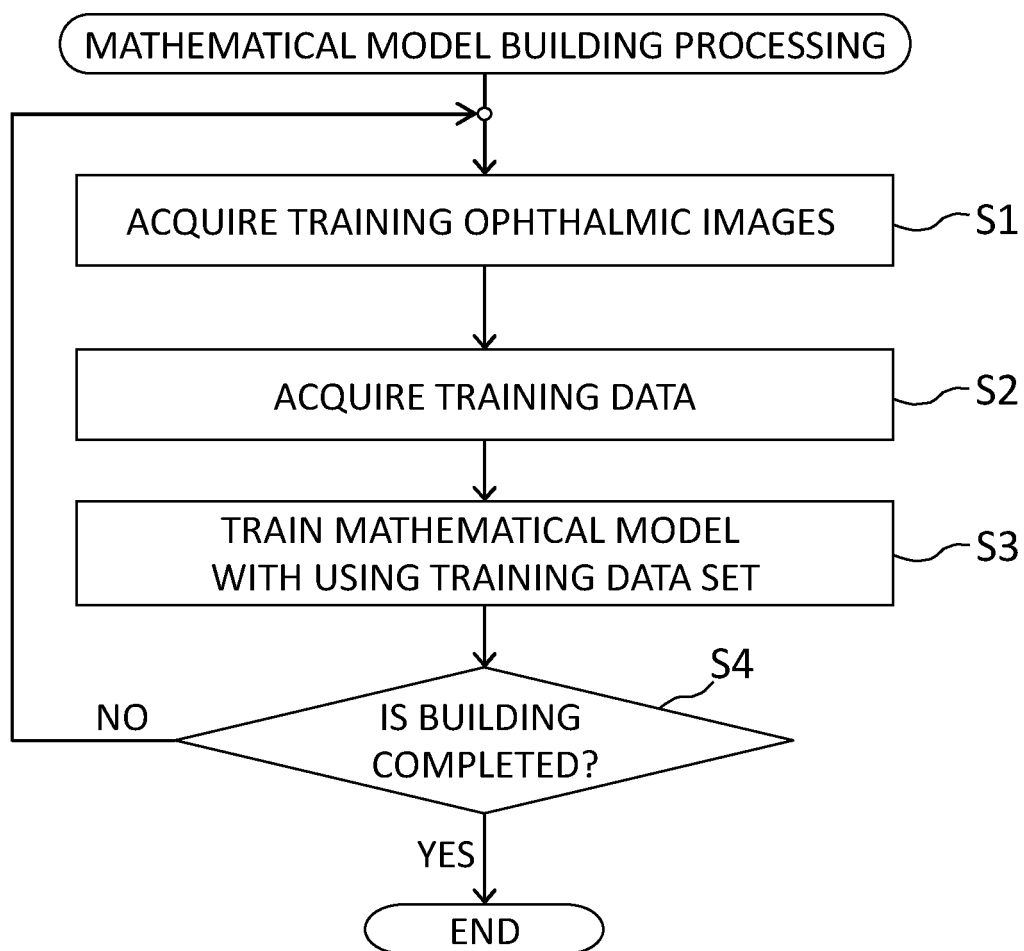 MATHEMATICAL MODEL BUILDING PROCESSING
ACQUIRE TRAINING OPHTHALMIC IMAGES
S1
ACQUIRE TRAINING DATA
S2
TRAIN MATHEMATICAL MODEL
WITH USING TRAINING DATA SET
S3
S4
IS BUILDING
COMPLETED?
NO
YES
END